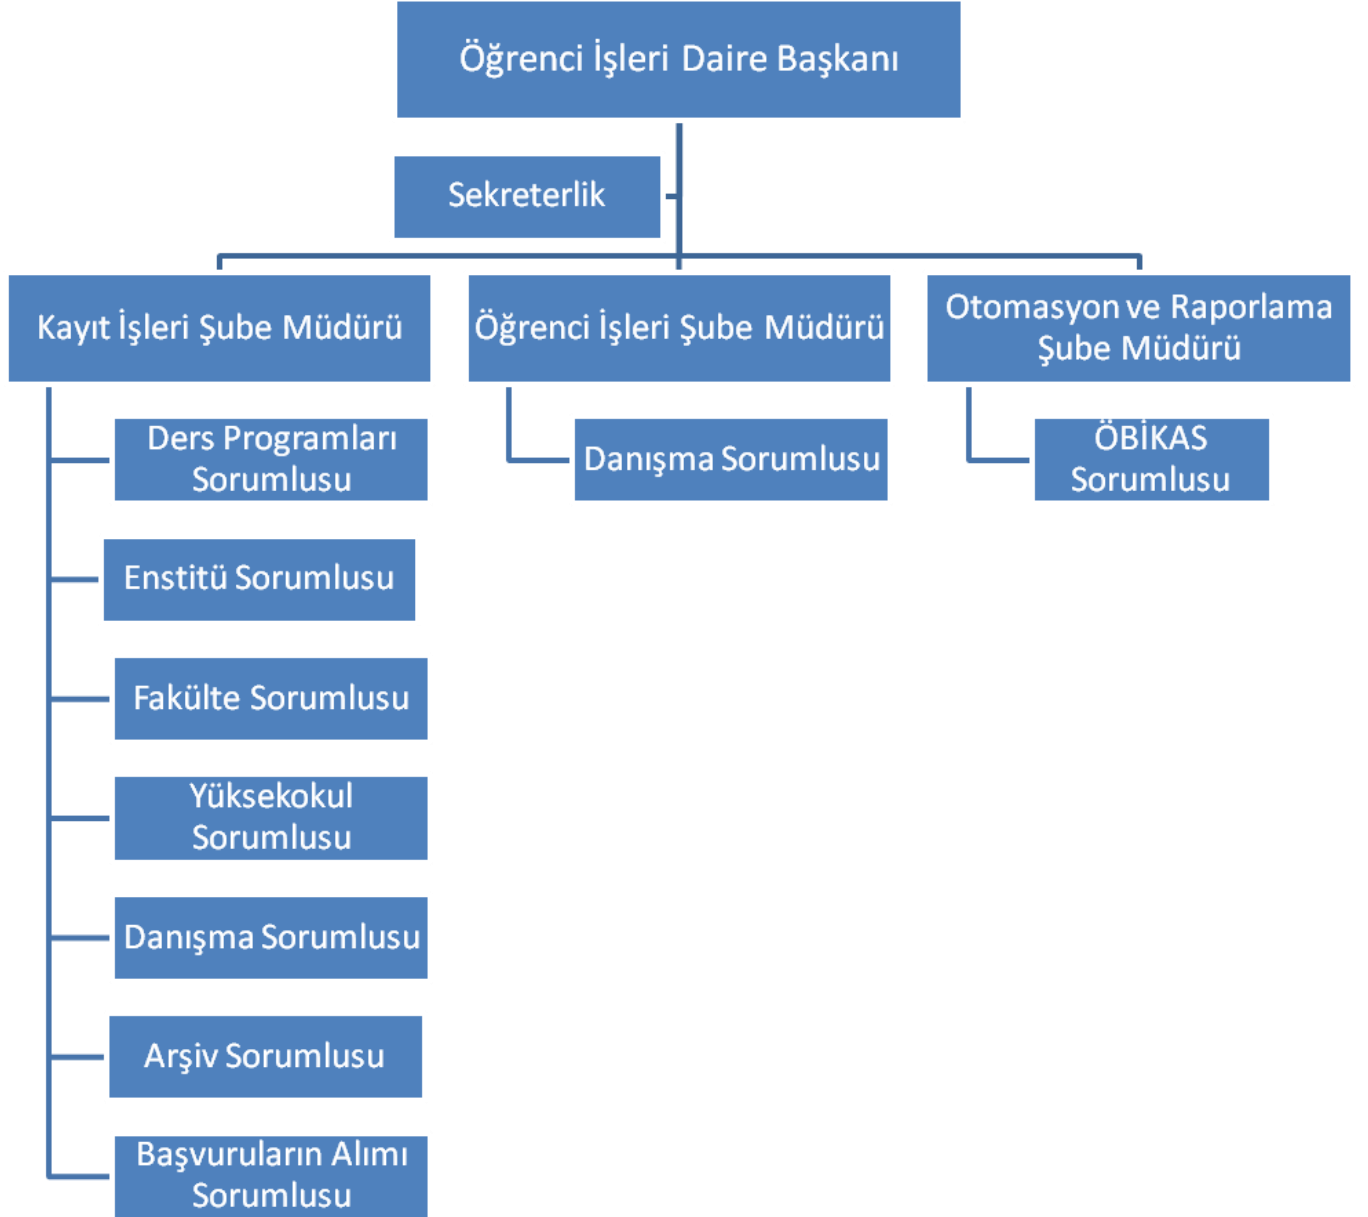 Öğrenci İşleri Daire Başkanı
Sekreterlik
Kayıt İşleri Şube Müdürü
Öğrenci İşleri Şube Müdürü
Otomasyon ve Raporlama
Şube Müdürü
Ders Programları
Sorumlusu
Danışma Sorumlusu
ÖBİKAS
Sorumlusu
Enstitü Sorumlusu
Fakülte Sorumlusu
Yüksekokul
Sorumlusu
Danışma Sorumlusu
Arşiv Sorumlusu
Başvuruların Alımı
Sorumlusu